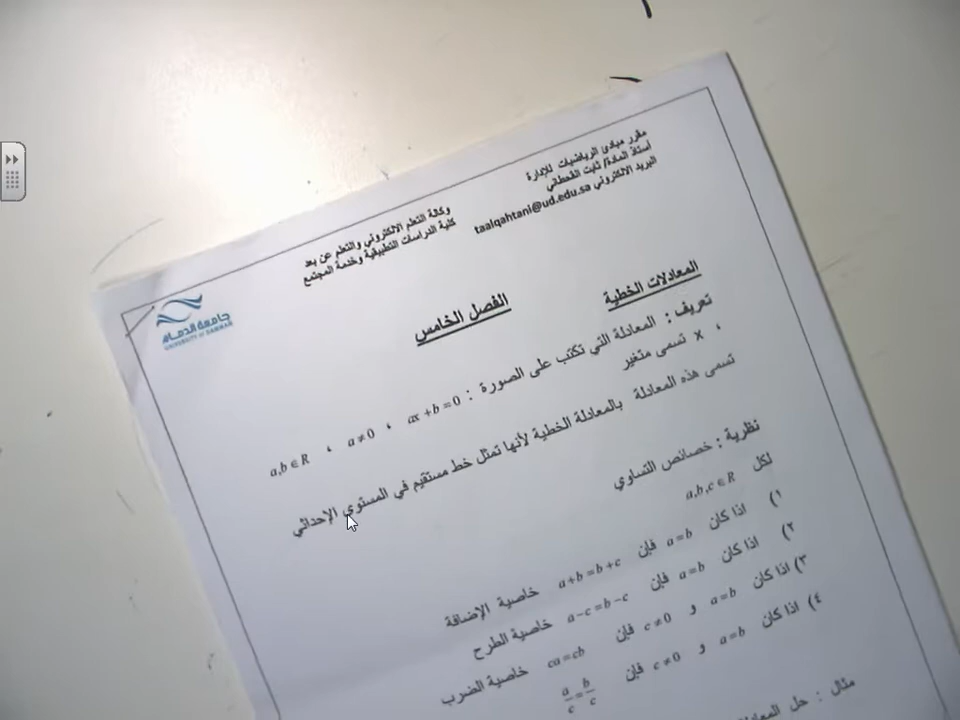 مقرر مبادئ الرياضيات للإدارة
أستاذ المادة/ ثابت القحطاني
البريد الالكتروني taalqahtani@ud.edu.sa
وكالة التعلم الالكتروني والتعلم عن بعد
كلية الدراسات التطبيقية وخدمة المجتمع
جامعة الدمام
UNIVERSITY OF DAMMAM
الفصل الخامس
المعادلات الخطية
تعريف : المعادلة التي تكتب على الصورة : ax + b = 0 ، a ≠ 0 ، a,b ∈ R
، x تسمى متغير
تسمى هذه المعادلة بالمعادلة الخطية لأنها تمثل خط مستقيم في المستوى الإحداثي
نظرية : خصائص التساوي
لكل a,b,c ∈ R
١) اذا كان a = b فإن a + b = b + c خاصية الإضافة
٢) اذا كان a = b فإن a − c = b − c خاصية الطرح
٣) اذا كان a = b و c ≠ 0 فإن ca = cb خاصية الضرب
٤) اذا كان a = b و c ≠ 0 فإن a/c = b/c
مثال : حل